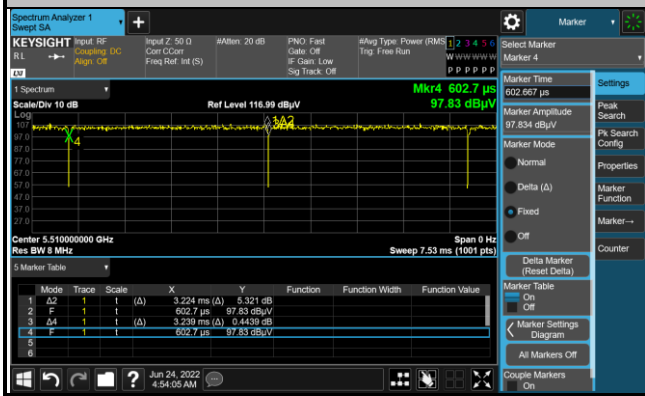 Spectrum Analyzer 1
Swept SA
Marker
KEYSIGHT
Input: RF
Coupling: DC
Align: Off
Input Z: 50 Ω
Corr CCorr
Freq Ref: Int (S)
#Atten: 20 dB
PNO: Fast
Gate: Off
IF Gain: Low
Sig Track: Off
#Avg Type: Power (RMS
Trig: Free Run
1 2 3 4 5 6
W W W W W W
P P P P P P
R L
LXI
Select Marker
Marker 4
1 Spectrum
Mkr4 602.7 µs
97.83 dBµV
Scale/Div 10 dB
Ref Level 116.99 dBµV
Log
107
97.0
87.0
77.0
67.0
57.0
47.0
37.0
27.0
4
Center 5.510000000 GHz
Res BW 8 MHz
Span 0 Hz
Sweep 7.53 ms (1001 pts)
5 Marker Table
Mode Trace Scale X Y Function Function Width Function Value
1 Δ2 1 t (Δ) 3.224 ms (Δ) 5.321 dB
2 F 1 t 602.7 µs 97.83 dBµV
3 Δ4 1 t (Δ) 3.239 ms (Δ) 0.4439 dB
4 F 1 t 602.7 µs 97.83 dBµV
5
6
Jun 24, 2022
4:54:05 AM
Marker Time
602.667 µs
Marker Amplitude
97.834 dBµV
Marker Mode
Normal
Delta (Δ)
Fixed
Off
Delta Marker
(Reset Delta)
Marker Table
On
Off
Marker Settings
Diagram
All Markers Off
Couple Markers
On
Settings
Peak
Search
Pk Search
Config
Properties
Marker
Function
Marker→
Counter